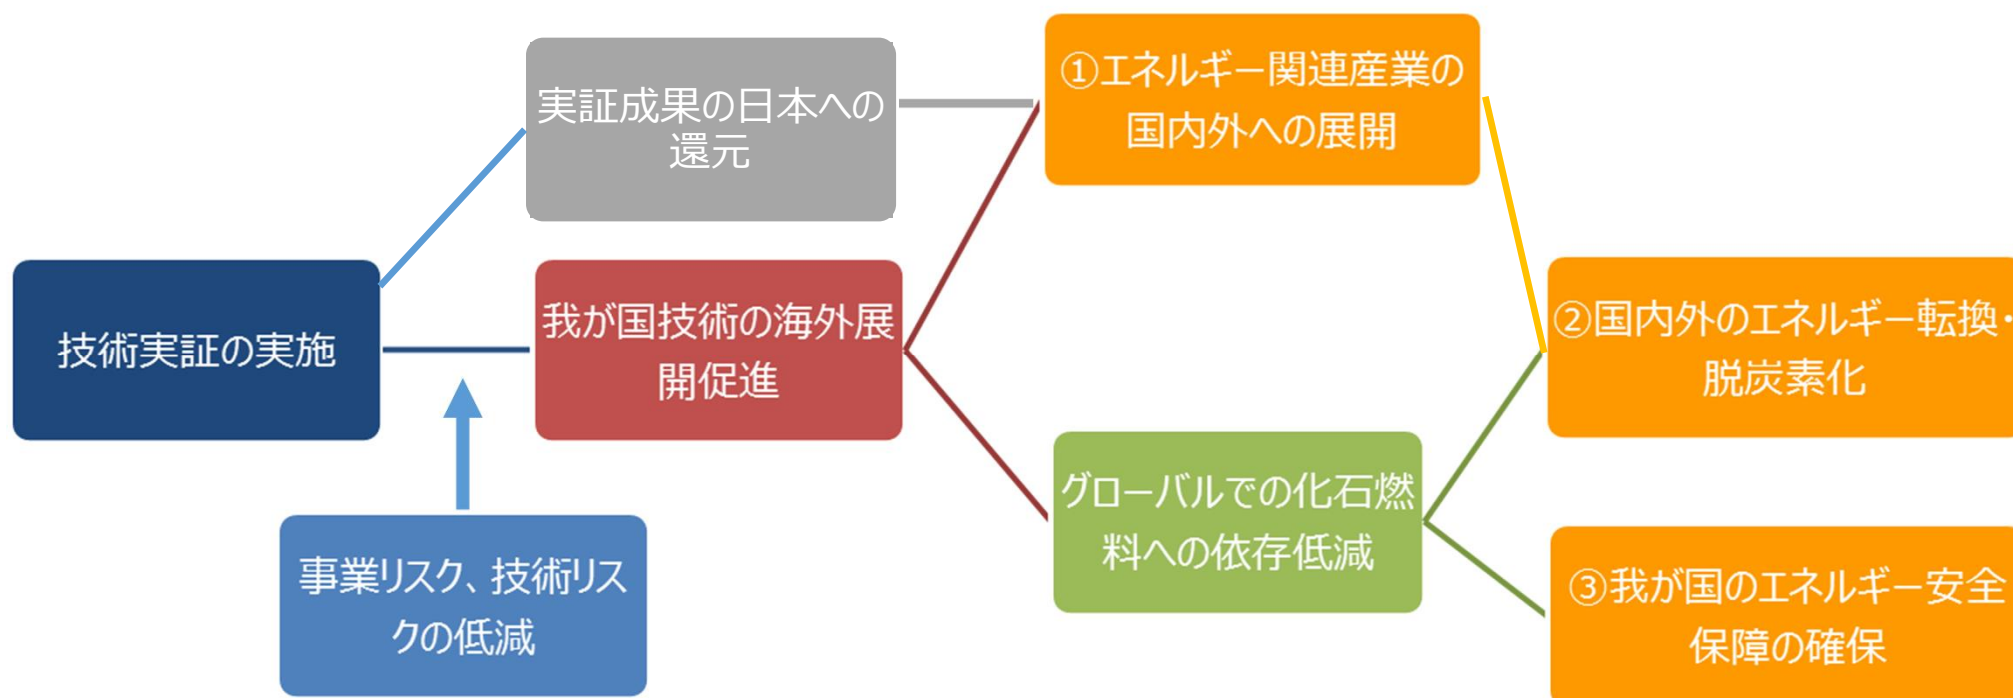 実証成果の日本への
還元
①エネルギー関連産業の
国内外への展開
技術実証の実施
我が国技術の海外展
開促進
②国内外のエネルギー転換・
脱炭素化
グローバルでの化石燃
料への依存低減
事業リスク、技術リス
クの低減
③我が国のエネルギー安全
保障の確保